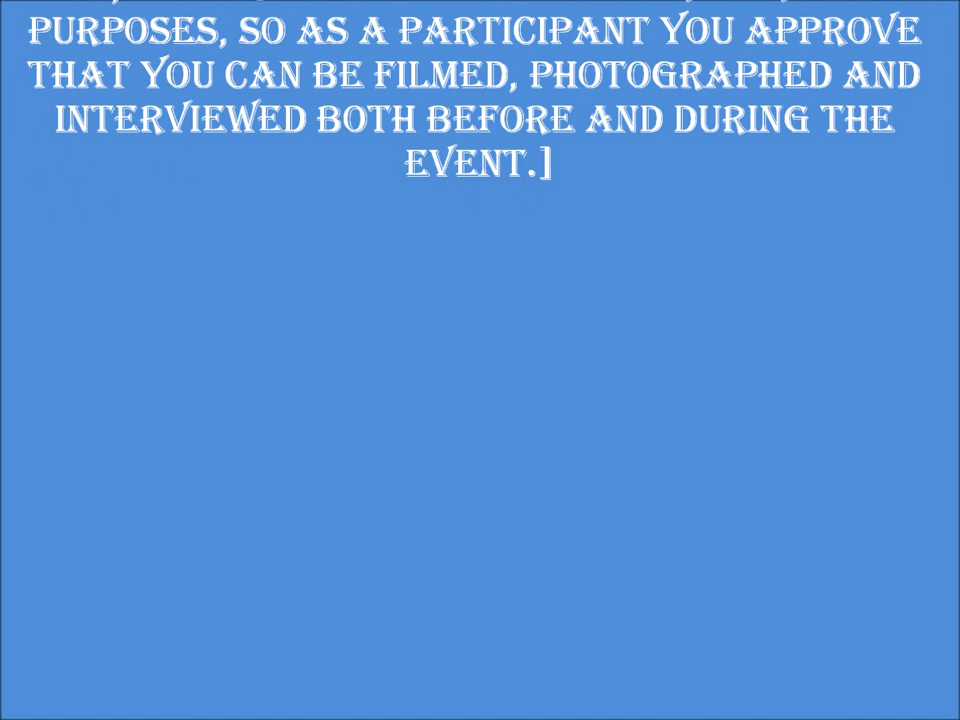 PURPOSES, SO AS A PARTICIPANT YOU APPROVE
THAT YOU CAN BE FILMED, PHOTOGRAPHED AND
INTERVIEWED BOTH BEFORE AND DURING THE
EVENT.]